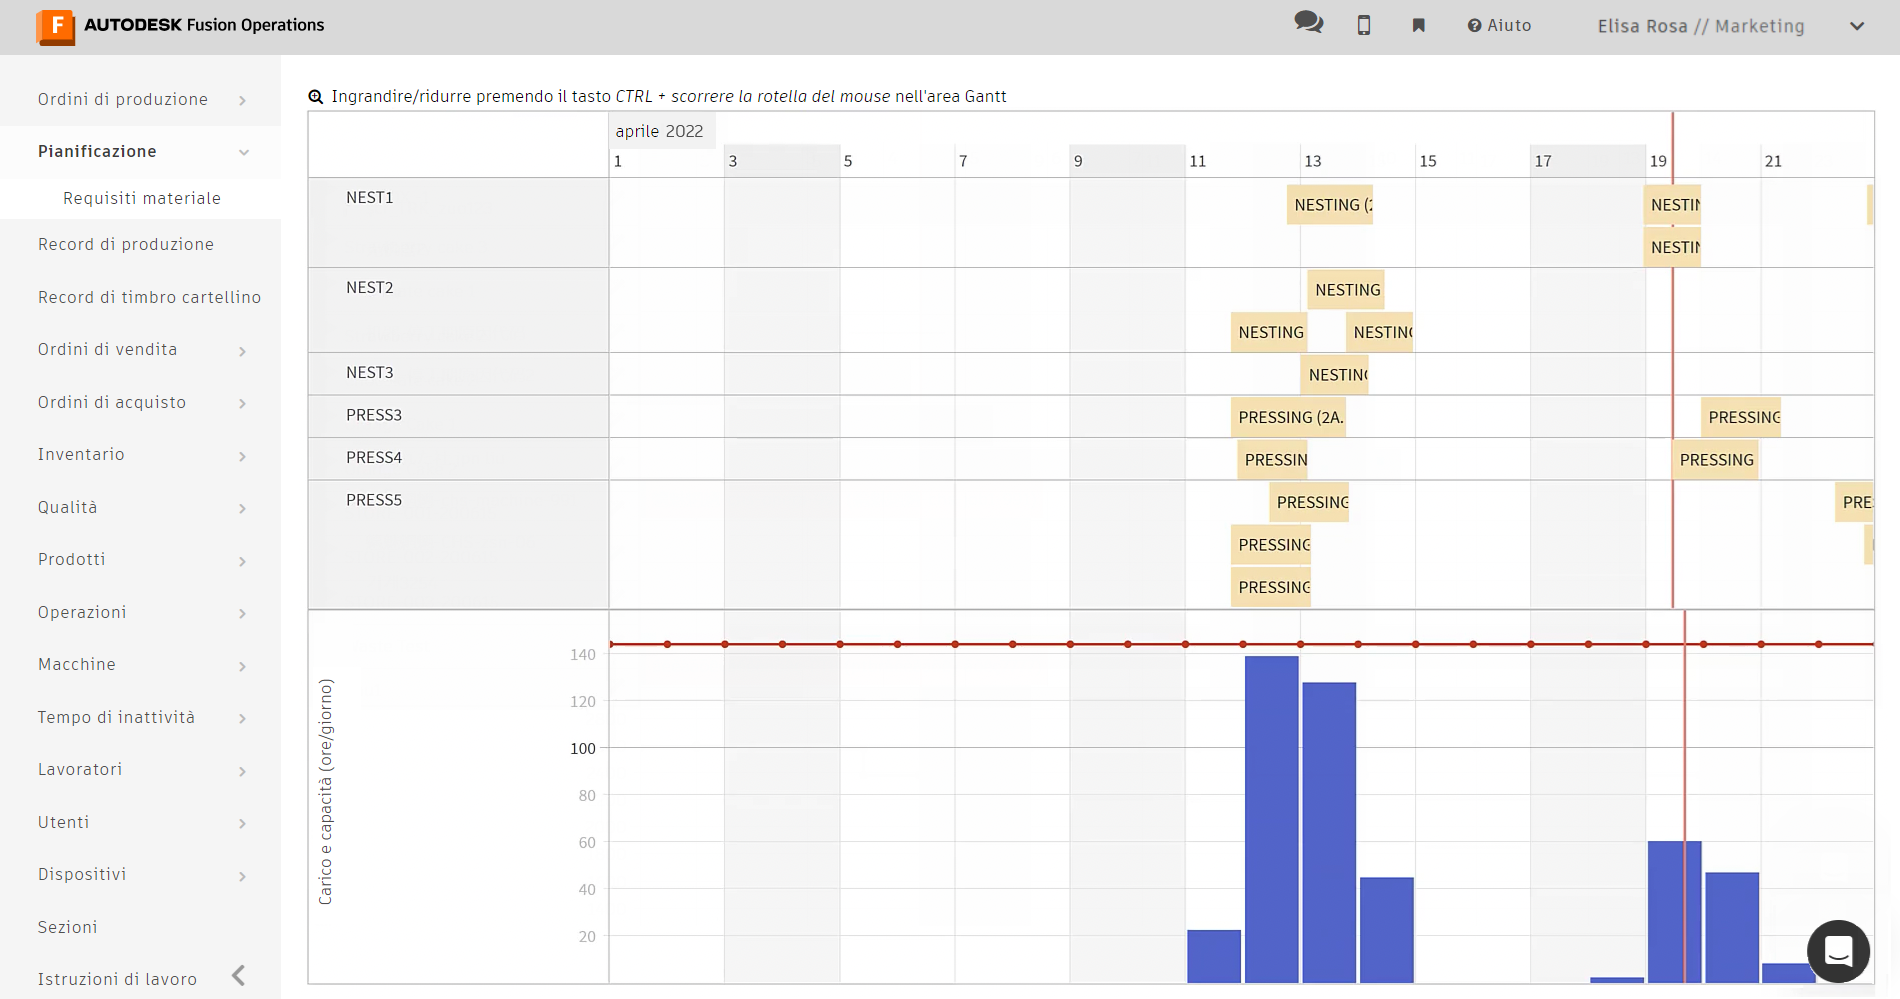 AUTODESK Fusion Operations
Aiuto
Elisa Rosa // Marketing
Ordini di produzione
Pianificazione
Requisiti materiale
Record di produzione
Record di timbro cartellino
Ordini di vendita
Ordini di acquisto
Inventario
Qualità
Prodotti
Operazioni
Macchine
Tempo di inattività
Lavoratori
Utenti
Dispositivi
Sezioni
Istruzioni di lavoro
Ingrandire/ridurre premendo il tasto CTRL + scorrere la rotella del mouse nell'area Gantt
aprile 2022
1 3 5 7 9 11 13 15 17 19 21
NEST1
NESTING (2
NESTIN
NESTIN
NEST2
NESTING
NESTING
NESTING
NEST3
NESTING
PRESS3
PRESSING (2A.
PRESSING
PRESS4
PRESSIN
PRESSING
PRESS5
PRESSING
PRES
PRESSING
PRESSING
Carico e capacità (ore/giorno)
140
120
100
80
60
40
20